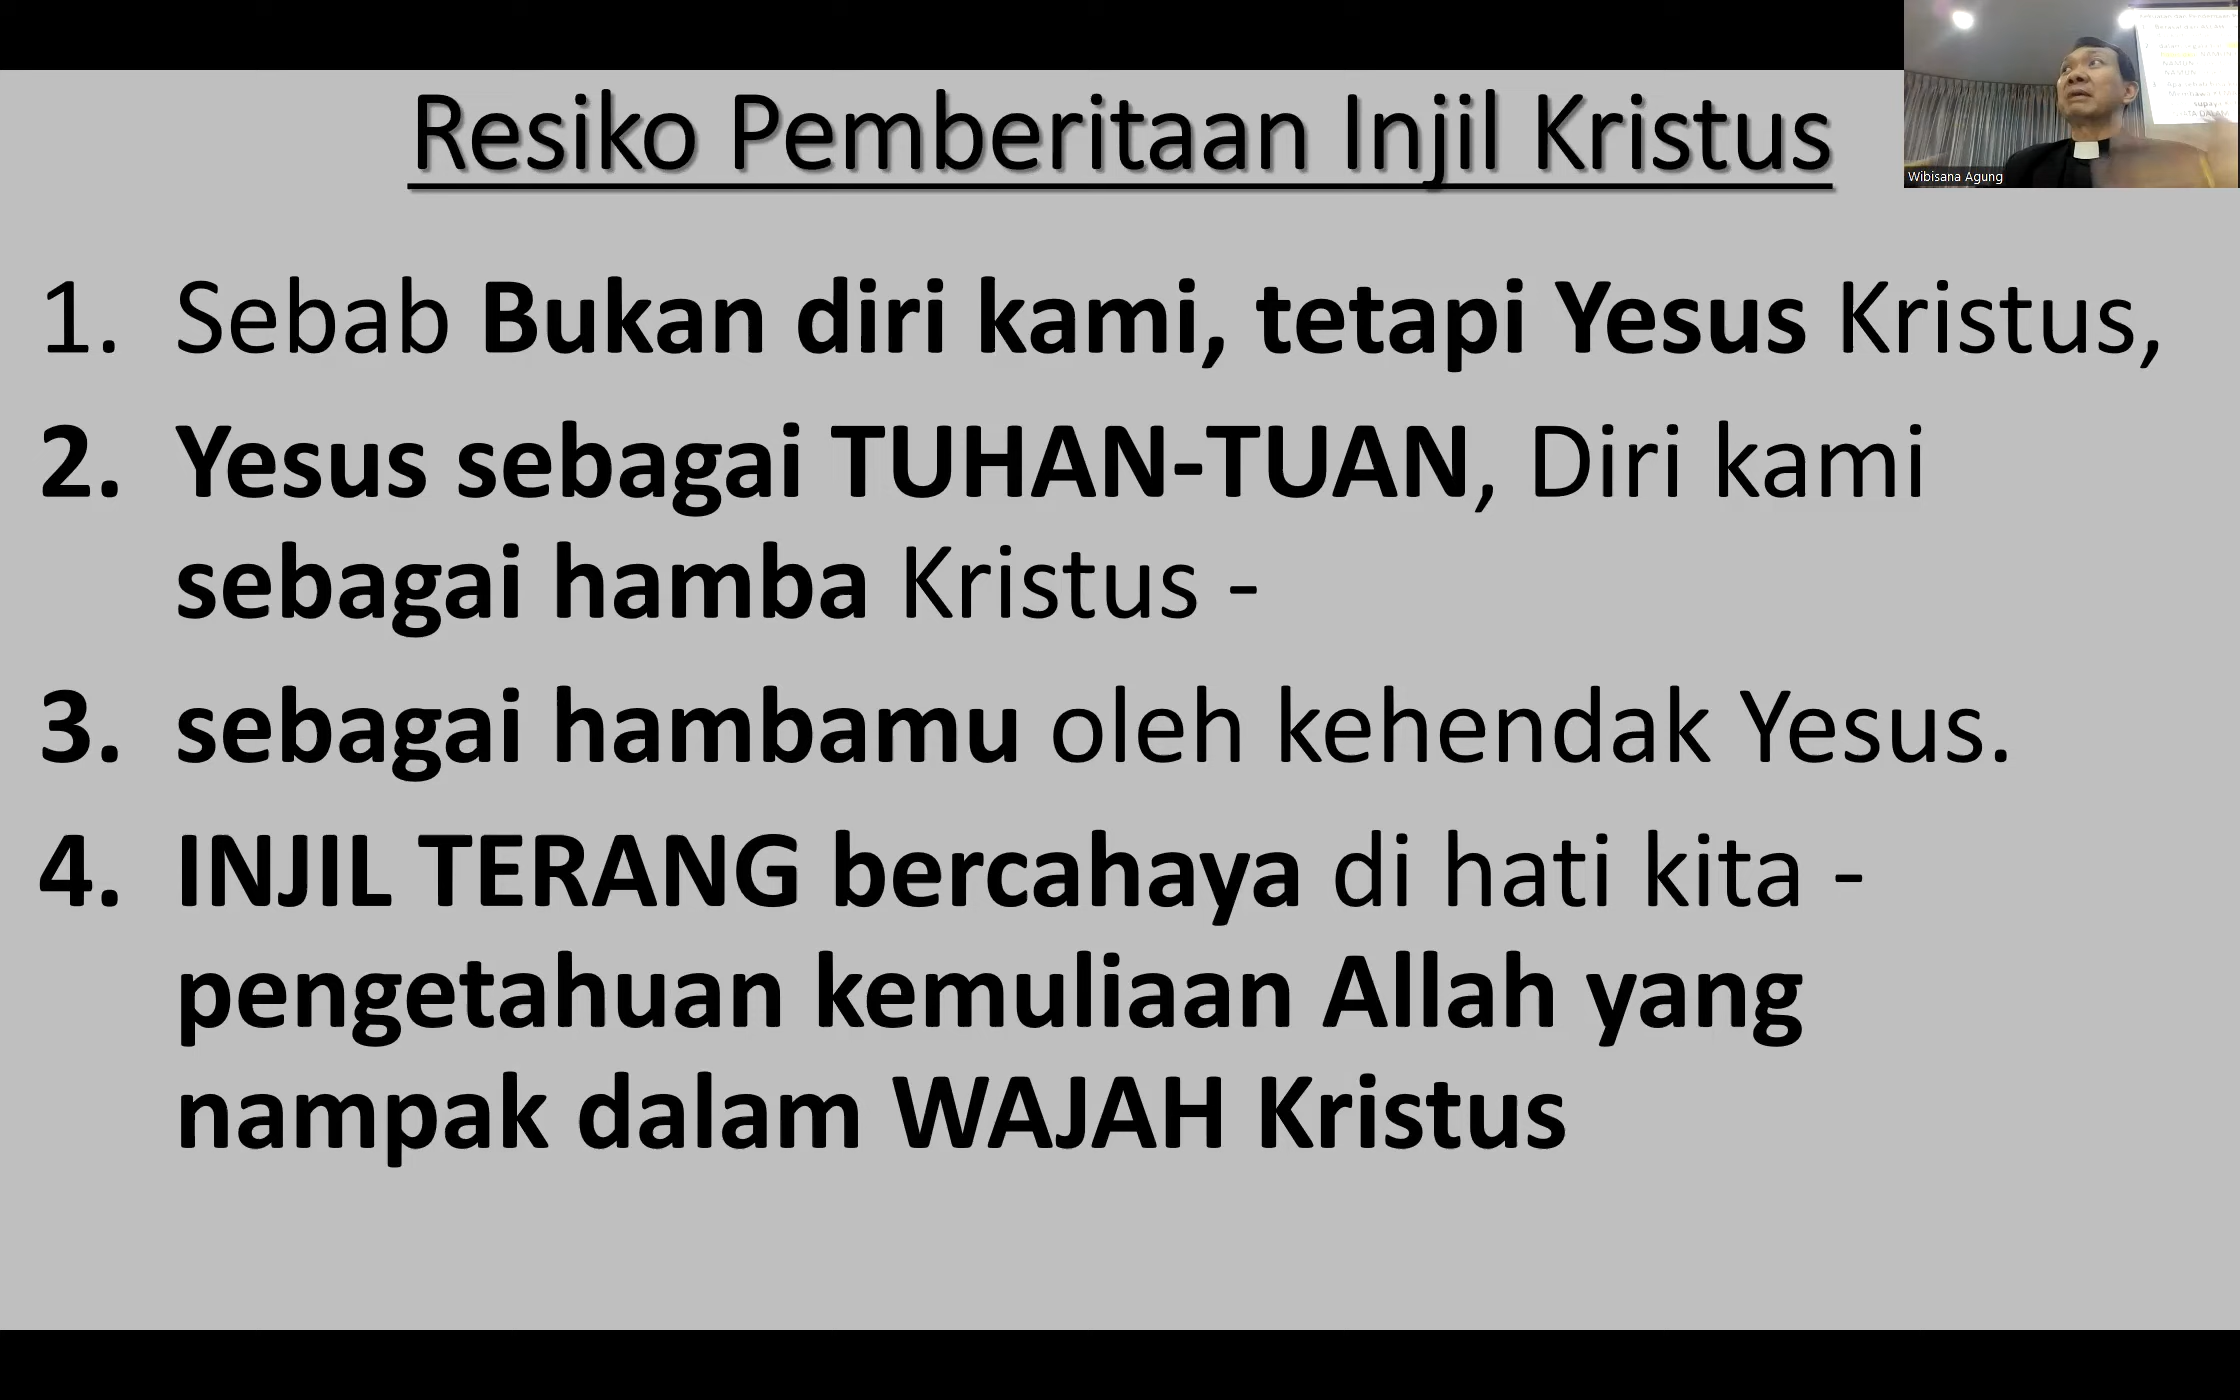 Resiko Pemberitaan Injil Kristus
Wibisana Agung
1. Sebab Bukan diri kami, tetapi Yesus Kristus,
2. Yesus sebagai TUHAN-TUAN, Diri kami
sebagai hamba Kristus -
3. sebagai hambamu oleh kehendak Yesus.
4. INJIL TERANG bercahaya di hati kita -
pengetahuan kemuliaan Allah yang
nampak dalam WAJAH Kristus